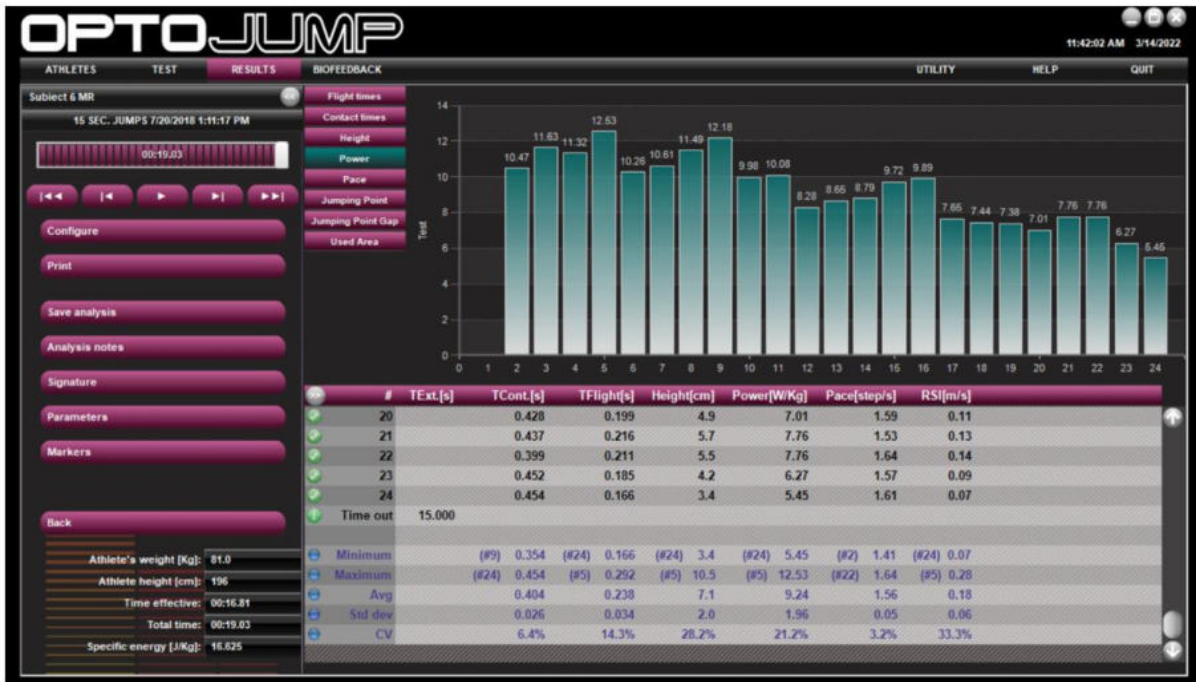 OPTOJUMP
11:42:02 AM 3/14/2022
ATHLETES TEST RESULTS BIOFEEDBACK UTILITY HELP QUIT
Subject 6 MR
15 SEC. JUMPS 7/20/2018 1:11:17 PM
00:19.03
Configure
Print
Save analysis
Analysis notes
Signature
Parameters
Markers
Back
Athlete's weight [Kg]: 81.0
Athlete height [cm]: 196
Time effective: 00:16.81
Total time: 00:19.03
Specific energy [J/Kg]: 16.625
Flight times
Contact times
Height
Power
Pace
Jumping Point
Jumping Point Gap
Used Area
Test
14
12
10
8
6
4
2
0
10.47 11.63 11.32 12.53 10.26 10.61 11.49 12.18 9.98 10.08 8.28 8.65 8.79 9.72 9.89 7.65 7.44 7.38 7.01 7.76 7.76 6.27 5.45
0 1 2 3 4 5 6 7 8 9 10 11 12 13 14 15 16 17 18 19 20 21 22 23 24
# TExt.[s] TCont.[s] TFlight[s] Height[cm] Power[W/Kg] Pace[step/s] RSI[m/s]
20 0.428 0.199 4.9 7.01 1.59 0.11
21 0.437 0.216 5.7 7.76 1.53 0.13
22 0.399 0.211 5.5 7.76 1.64 0.14
23 0.452 0.185 4.2 6.27 1.57 0.09
24 0.454 0.166 3.4 5.45 1.61 0.07
Time out 15.000
Minimum (#9) 0.354 (#24) 0.166 (#24) 3.4 (#24) 5.45 (#2) 1.41 (#24) 0.07
Maximum (#24) 0.454 (#5) 0.292 (#5) 10.5 (#5) 12.53 (#22) 1.64 (#5) 0.28
Avg 0.404 0.238 7.1 9.24 1.56 0.18
Std dev 0.026 0.034 2.0 1.96 0.05 0.06
CV 6.4% 14.3% 28.2% 21.2% 3.2% 33.3%